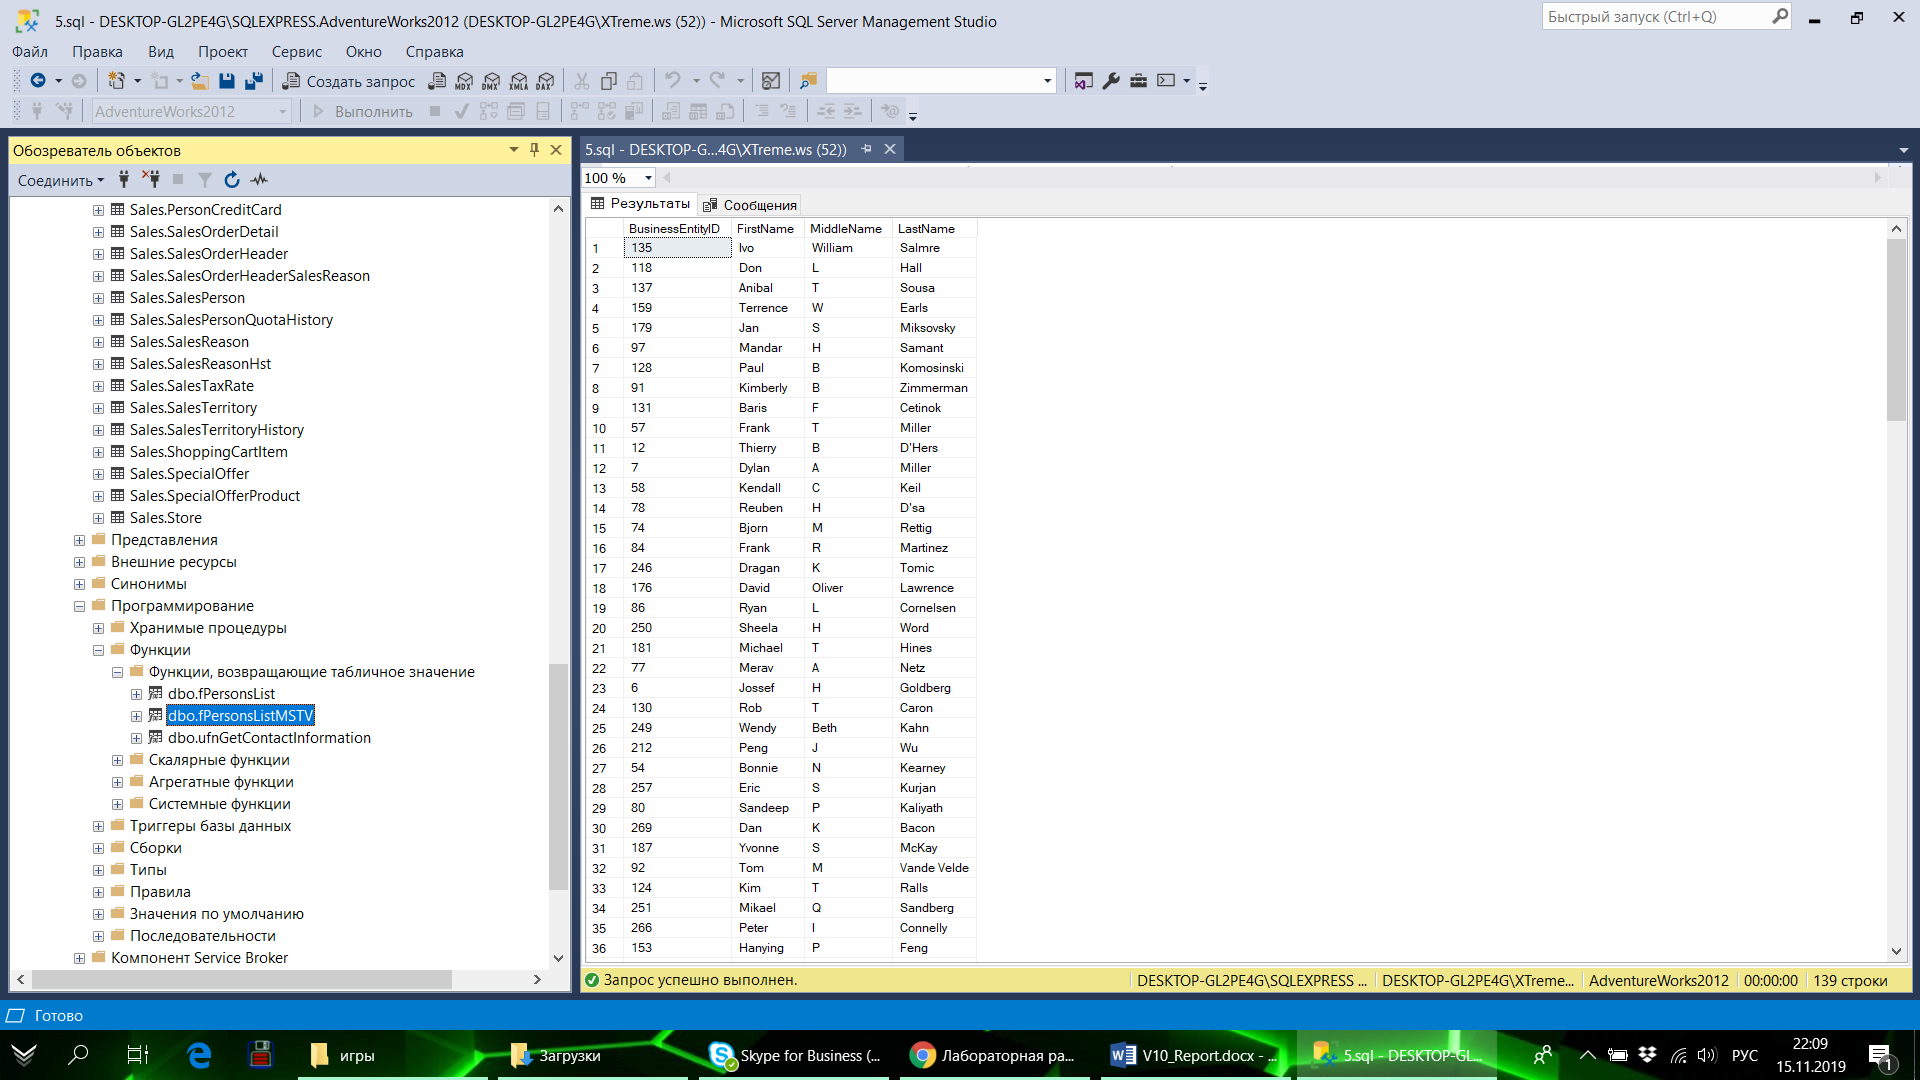 5.sql - DESKTOP-GL2PE4G\SQLEXPRESS.AdventureWorks2012 (DESKTOP-GL2PE4G\XTreme.ws (52)) - Microsoft SQL Server Management Studio
Быстрый запуск (Ctrl+Q)
Файл Правка Вид Проект Сервис Окно Справка
Создать запрос MDX DMX XMLA DAX
AdventureWorks2012 Выполнить
Обозреватель объектов
Соединить
Sales.PersonCreditCard
Sales.SalesOrderDetail
Sales.SalesOrderHeader
Sales.SalesOrderHeaderSalesReason
Sales.SalesPerson
Sales.SalesPersonQuotaHistory
Sales.SalesReason
Sales.SalesReasonHst
Sales.SalesTaxRate
Sales.SalesTerritory
Sales.SalesTerritoryHistory
Sales.ShoppingCartItem
Sales.SpecialOffer
Sales.SpecialOfferProduct
Sales.Store
Представления
Внешние ресурсы
Синонимы
Программирование
Хранимые процедуры
Функции
Функции, возвращающие табличное значение
dbo.fPersonsList
dbo.fPersonsListMSTV
dbo.ufnGetContactInformation
Скалярные функции
Агрегатные функции
Системные функции
Триггеры базы данных
Сборки
Типы
Правила
Значения по умолчанию
Последовательности
Компонент Service Broker
5.sql - DESKTOP-G...4G\XTreme.ws (52))
100 %
Результаты Сообщения
BusinessEntityID FirstName MiddleName LastName
1 135 Ivo William Salmre
2 118 Don L Hall
3 137 Anibal T Sousa
4 159 Terrence W Earls
5 179 Jan S Miksovsky
6 97 Mandar H Samant
7 128 Paul B Komosinski
8 91 Kimberly B Zimmerman
9 131 Baris F Cetinok
10 57 Frank T Miller
11 12 Thierry B D'Hers
12 7 Dylan A Miller
13 58 Kendall C Keil
14 78 Reuben H D'sa
15 74 Bjorn M Rettig
16 84 Frank R Martinez
17 246 Dragan K Tomic
18 176 David Oliver Lawrence
19 86 Ryan L Cornelsen
20 250 Sheela H Word
21 181 Michael T Hines
22 77 Merav A Netz
23 6 Jossef H Goldberg
24 130 Rob T Caron
25 249 Wendy Beth Kahn
26 212 Peng J Wu
27 54 Bonnie N Kearney
28 257 Eric S Kurjan
29 80 Sandeep P Kaliyath
30 269 Dan K Bacon
31 187 Yvonne S McKay
32 92 Tom M Vande Velde
33 124 Kim T Ralls
34 251 Mikael Q Sandberg
35 266 Peter I Connelly
36 153 Hanying P Feng
Запрос успешно выполнен. DESKTOP-GL2PE4G\SQLEXPRESS ... DESKTOP-GL2PE4G\XTreme... AdventureWorks2012 00:00:00 139 строки
Готово
игры Загрузки Skype for Business (... Лабораторная ра... V10_Report.docx - ... 5.sql - DESKTOP-GL... РУС 22:09
15.11.2019 1